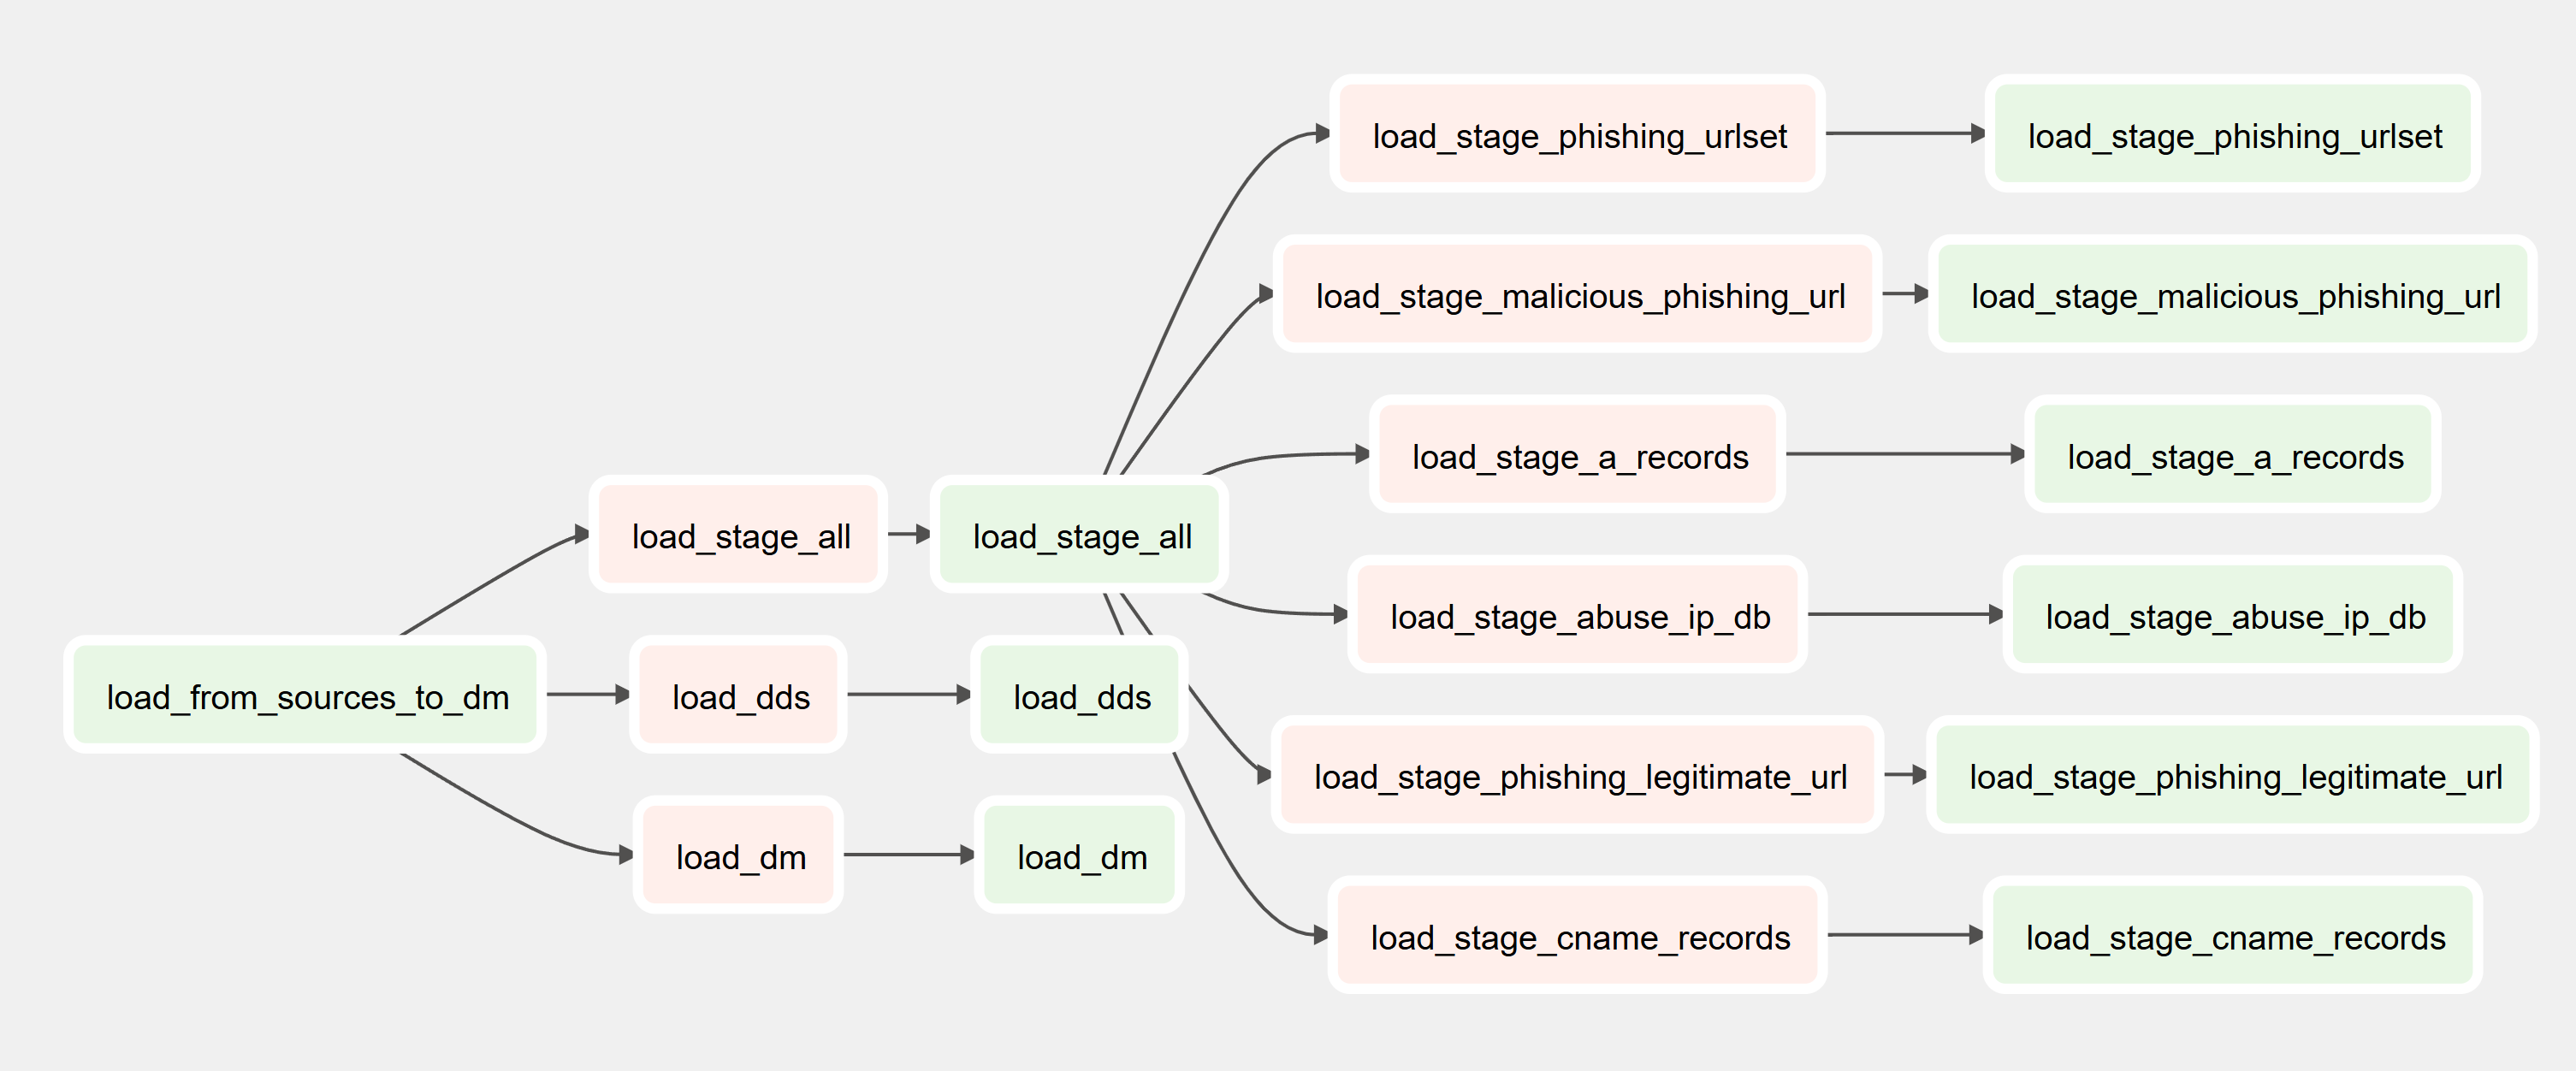 load_stage_phishing_urlset
load_stage_phishing_urlset
load_stage_malicious_phishing_url
load_stage_malicious_phishing_url
load_stage_a_records
load_stage_a_records
load_stage_all
load_stage_all
load_stage_abuse_ip_db
load_stage_abuse_ip_db
load_from_sources_to_dm
load_dds
load_dds
load_stage_phishing_legitimate_url
load_stage_phishing_legitimate_url
load_dm
load_dm
load_stage_cname_records
load_stage_cname_records